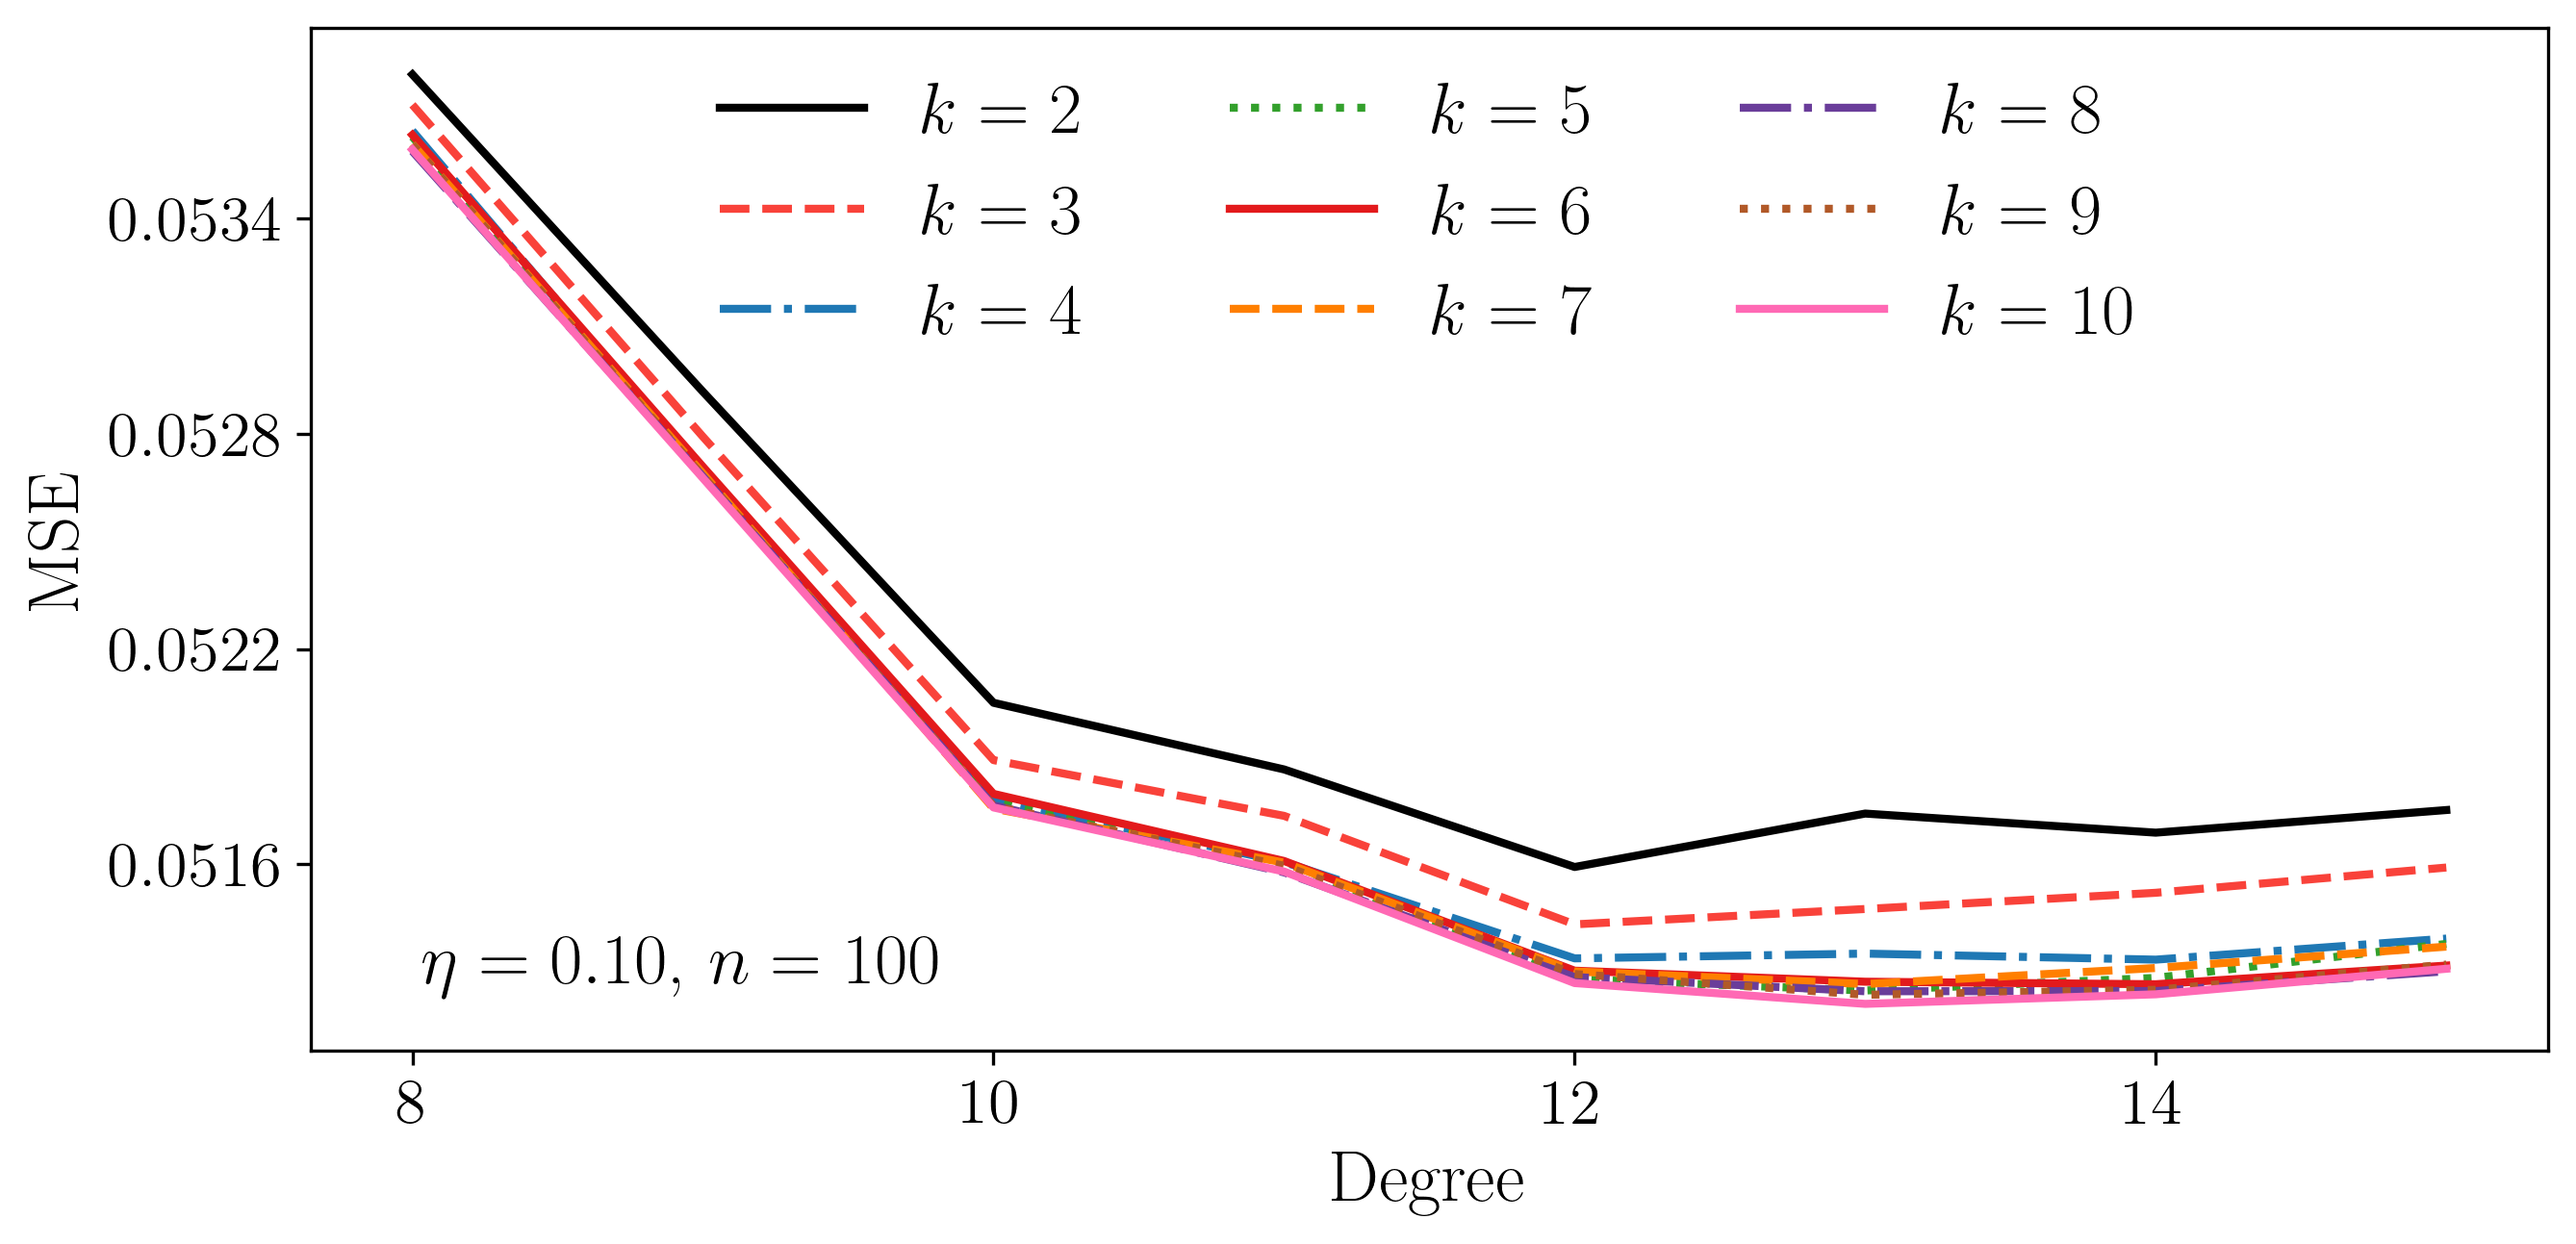 k = 2 k = 5 k = 8
k = 3 k = 6 k = 9
k = 4 k = 7 k = 10
0.0534
0.0528
0.0522
0.0516
MSE
η = 0.10, n = 100
8 10 12 14
Degree